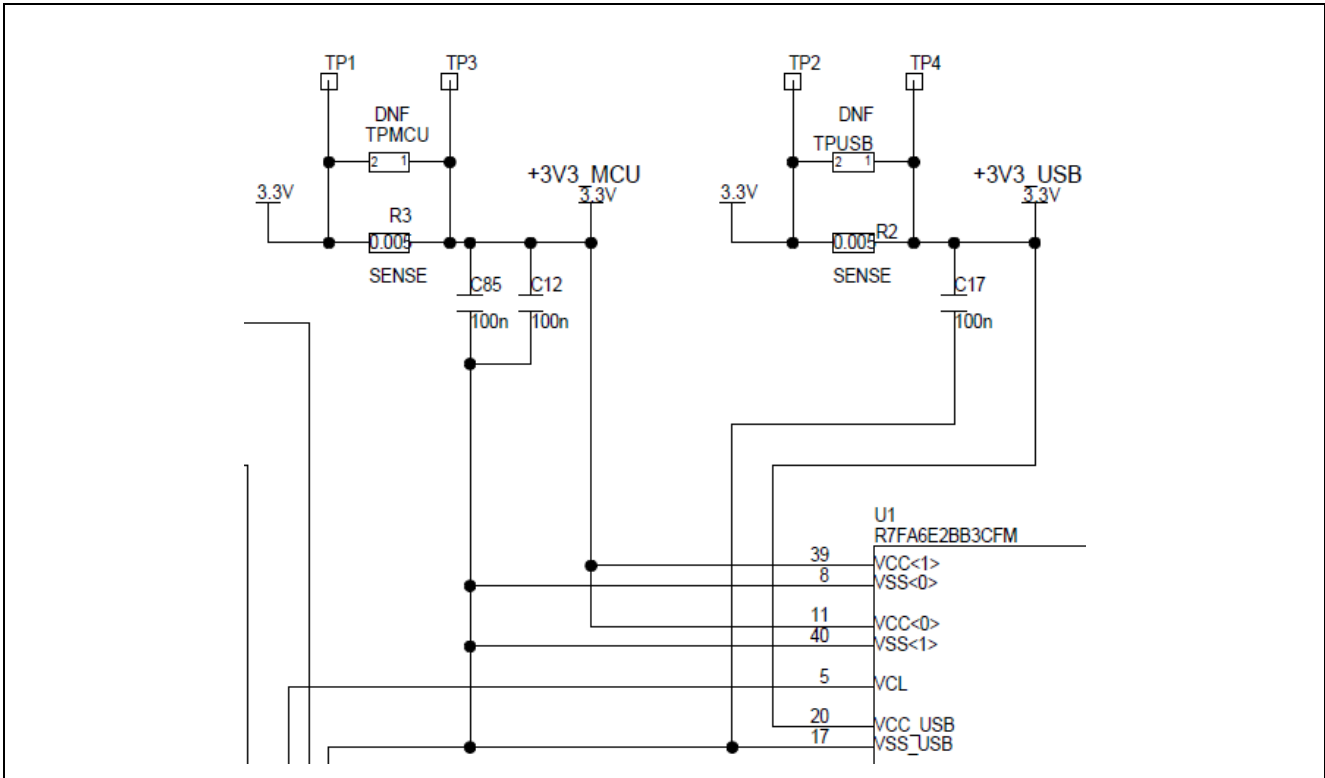 TP1
TP3
TP2
TP4
DNF
TPMCU
2 1
DNF
TPUSB
2 1
3.3V
+3V3_MCU
3.3V
3.3V
+3V3_USB
3.3V
R3
0.005
SENSE
R2
0.005
SENSE
C85
100n
C12
100n
C17
100n
U1
R7FA6E2BB3CFM
39 VCC<1>
8 VSS<0>
11 VCC<0>
40 VSS<1>
5 VCL
20 VCC_USB
17 VSS_USB